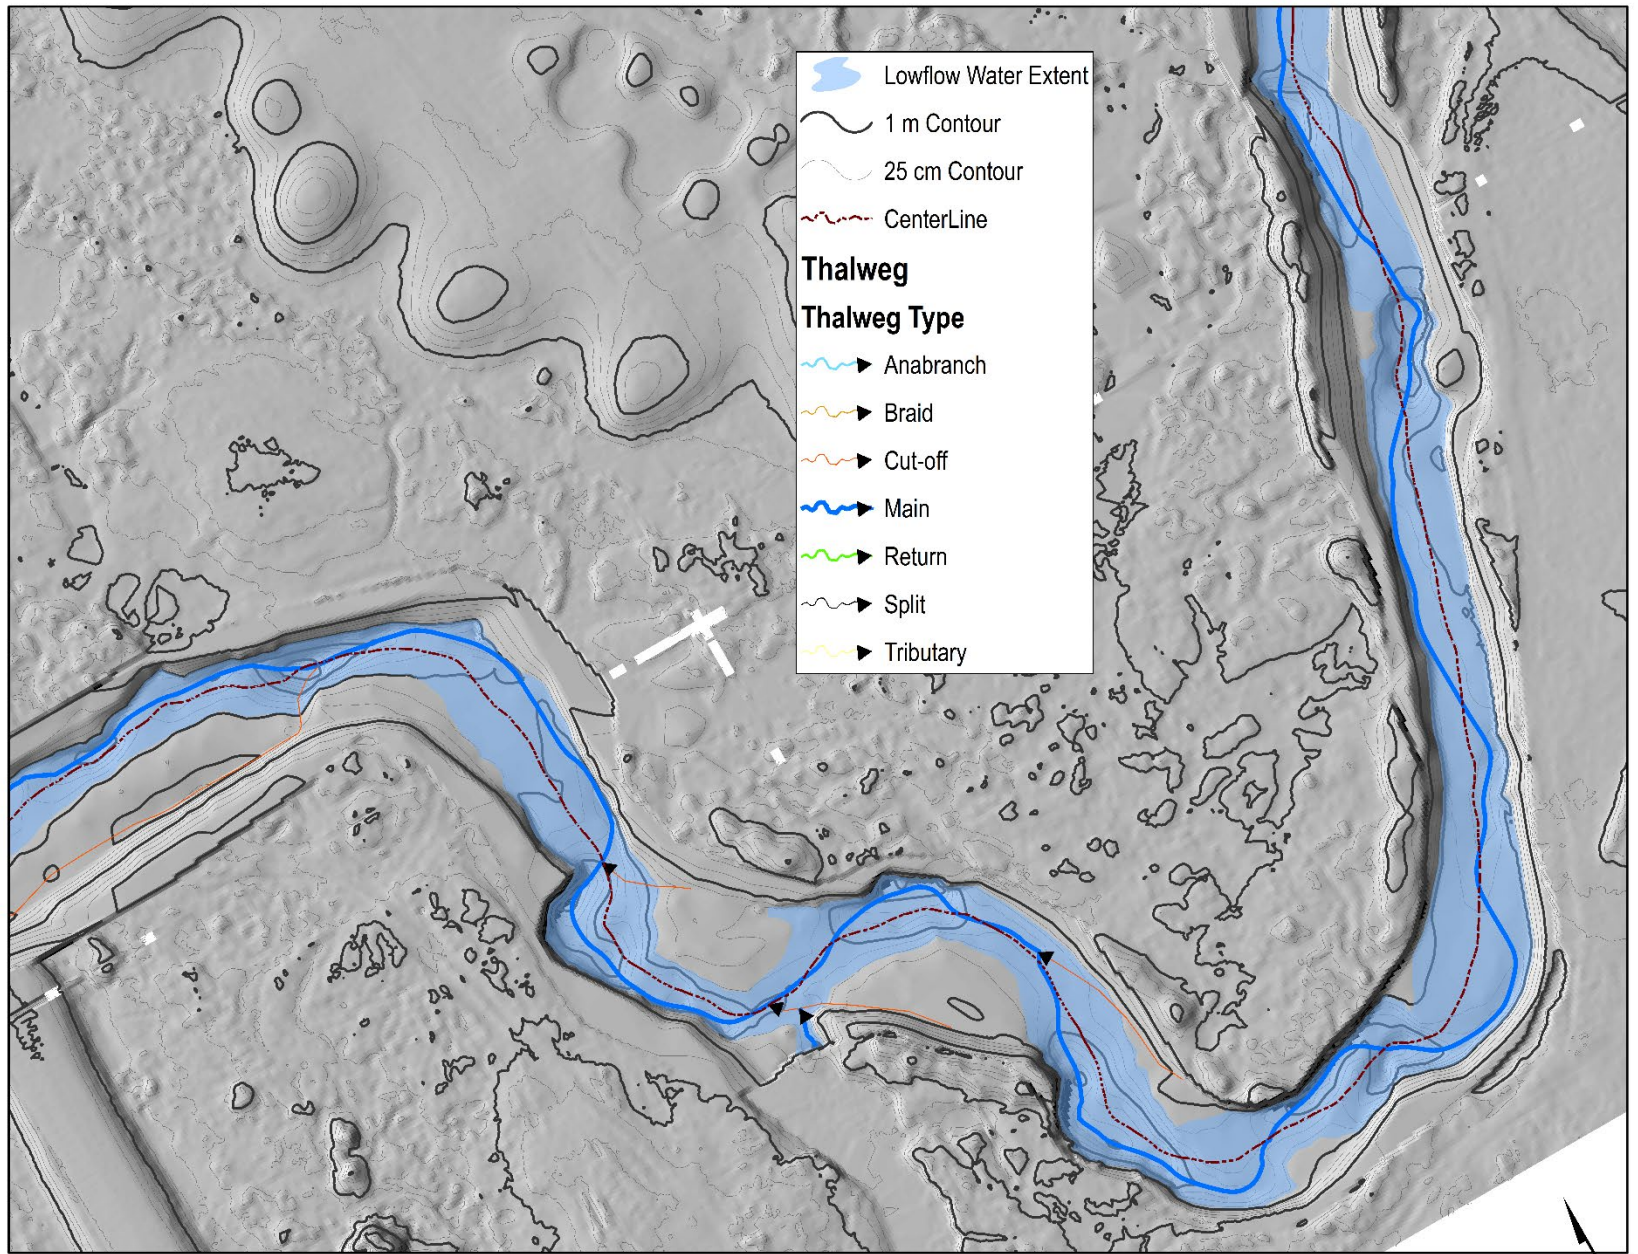 Lowflow Water Extent
1 m Contour
25 cm Contour
CenterLine
Thalweg
Thalweg Type
Anabranch
Braid
Cut-off
Main
Return
Split
Tributary